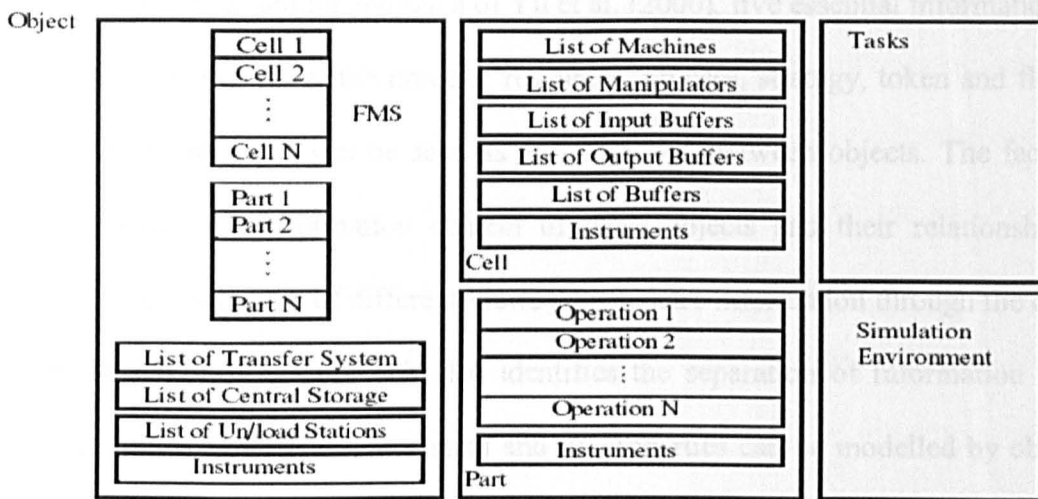 Object
Cell 1
Cell 2
⋮
Cell N
FMS
Part 1
Part 2
⋮
Part N
List of Transfer System
List of Central Storage
List of Un/load Stations
Instruments
List of Machines
List of Manipulators
List of Input Buffers
List of Output Buffers
List of Buffers
Instruments
Cell
Operation 1
Operation 2
⋮
Operation N
Instruments
Part
Tasks
Simulation
Environment